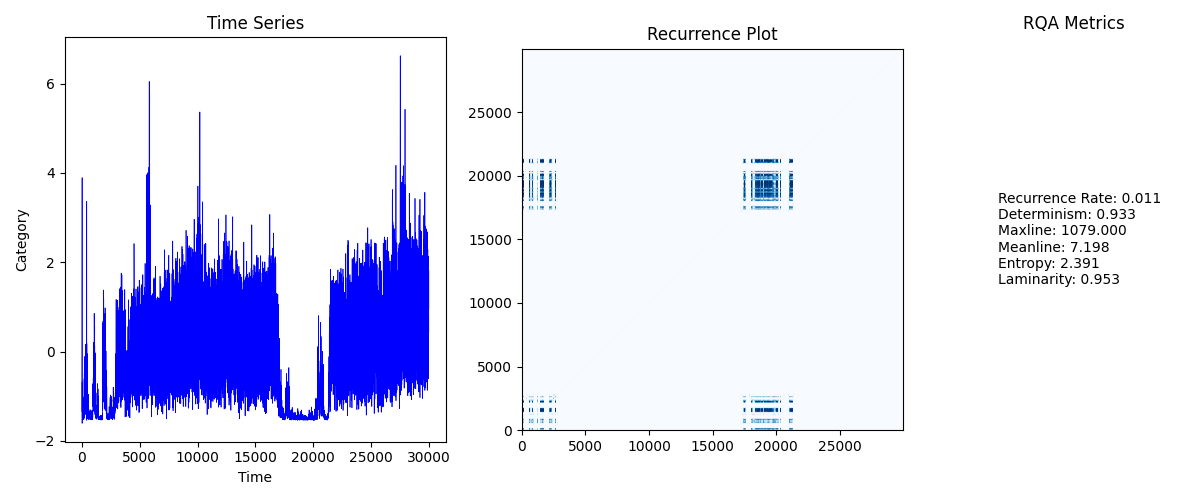 Time Series
Category
6
4
2
0
−2
0 5000 10000 15000 20000 25000 30000
Time
Recurrence Plot
25000
20000
15000
10000
5000
0
0 5000 10000 15000 20000 25000
RQA Metrics
Recurrence Rate: 0.011
Determinism: 0.933
Maxline: 1079.000
Meanline: 7.198
Entropy: 2.391
Laminarity: 0.953